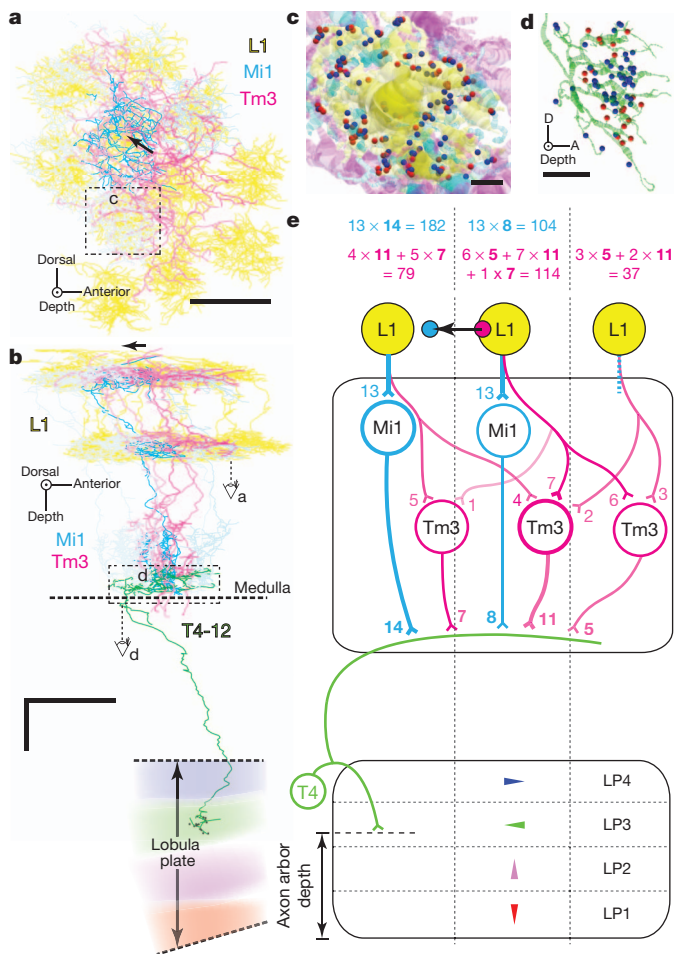 a
L1
Mi1
Tm3
c
Dorsal
Anterior
Depth
b
L1
Dorsal
Anterior
Depth
a
Mi1
Tm3
d
Medulla
T4-12
d
Lobula
plate
c
d
D
A
Depth
e
13 × 14 = 182
13 × 8 = 104
4 × 11 + 5 × 7
= 79
6 × 5 + 7 × 11
+ 1 x 7 = 114
3 × 5 + 2 × 11
= 37
L1
L1
L1
13
13
Mi1
Mi1
5
1
4
7
2
6
3
Tm3
Tm3
Tm3
14
7
8
11
5
T4
Axon arbor
depth
LP4
LP3
LP2
LP1